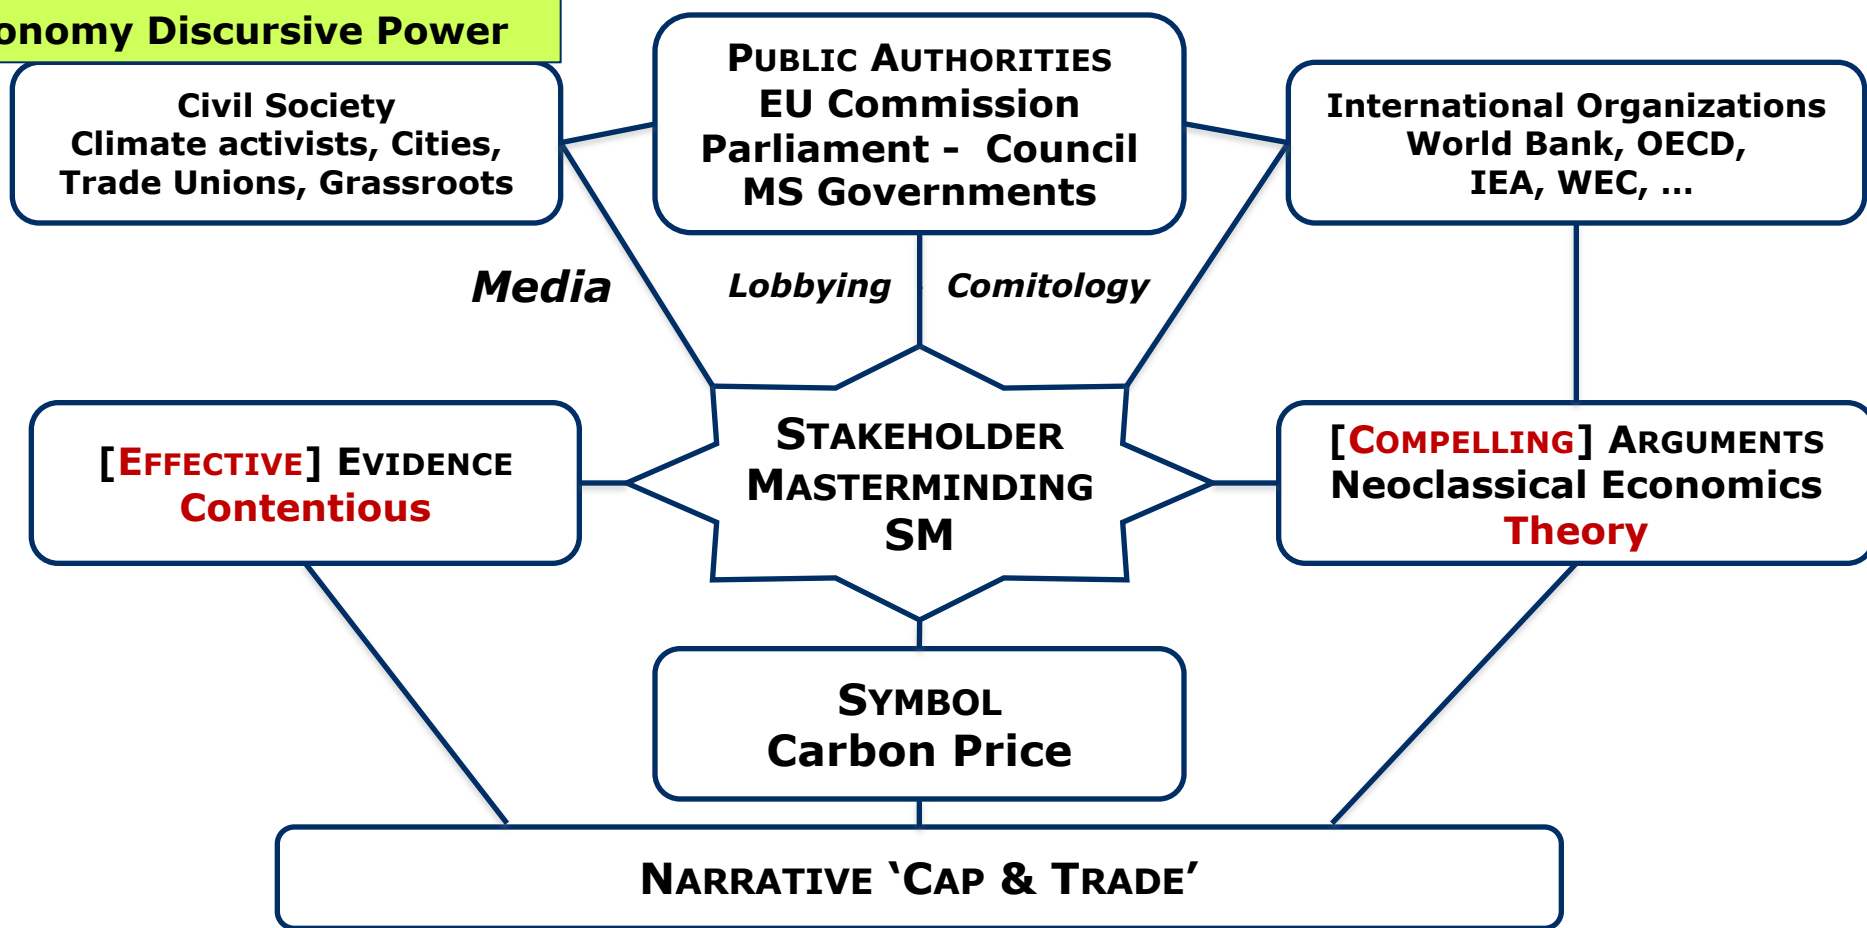 onomy Discursive Power
PUBLIC AUTHORITIES
EU Commission
Parliament - Council
MS Governments
Civil Society
Climate activists, Cities,
Trade Unions, Grassroots
International Organizations
World Bank, OECD,
IEA, WEC, ...
Media
Lobbying
Comitology
[EFFECTIVE] EVIDENCE
Contentious
STAKEHOLDER
MASTERMINDING
SM
[COMPELLING] ARGUMENTS
Neoclassical Economics
Theory
SYMBOL
Carbon Price
NARRATIVE ‘CAP & TRADE’